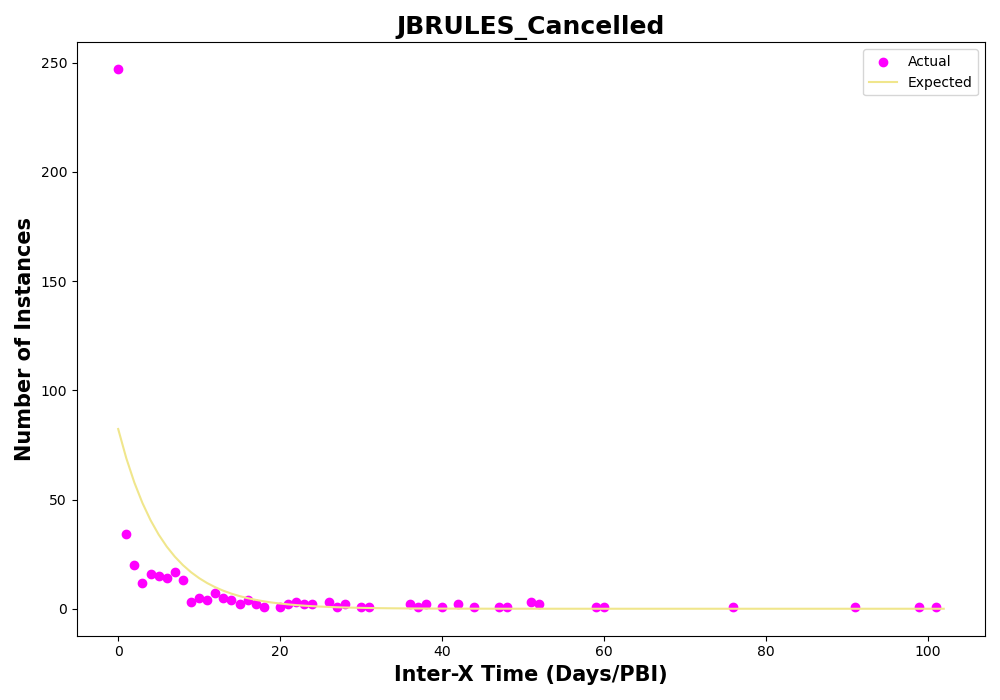 JBRULES_Cancelled
Actual
Expected
Number of Instances
250
200
150
100
50
0
0 20 40 60 80 100
Inter-X Time (Days/PBI)